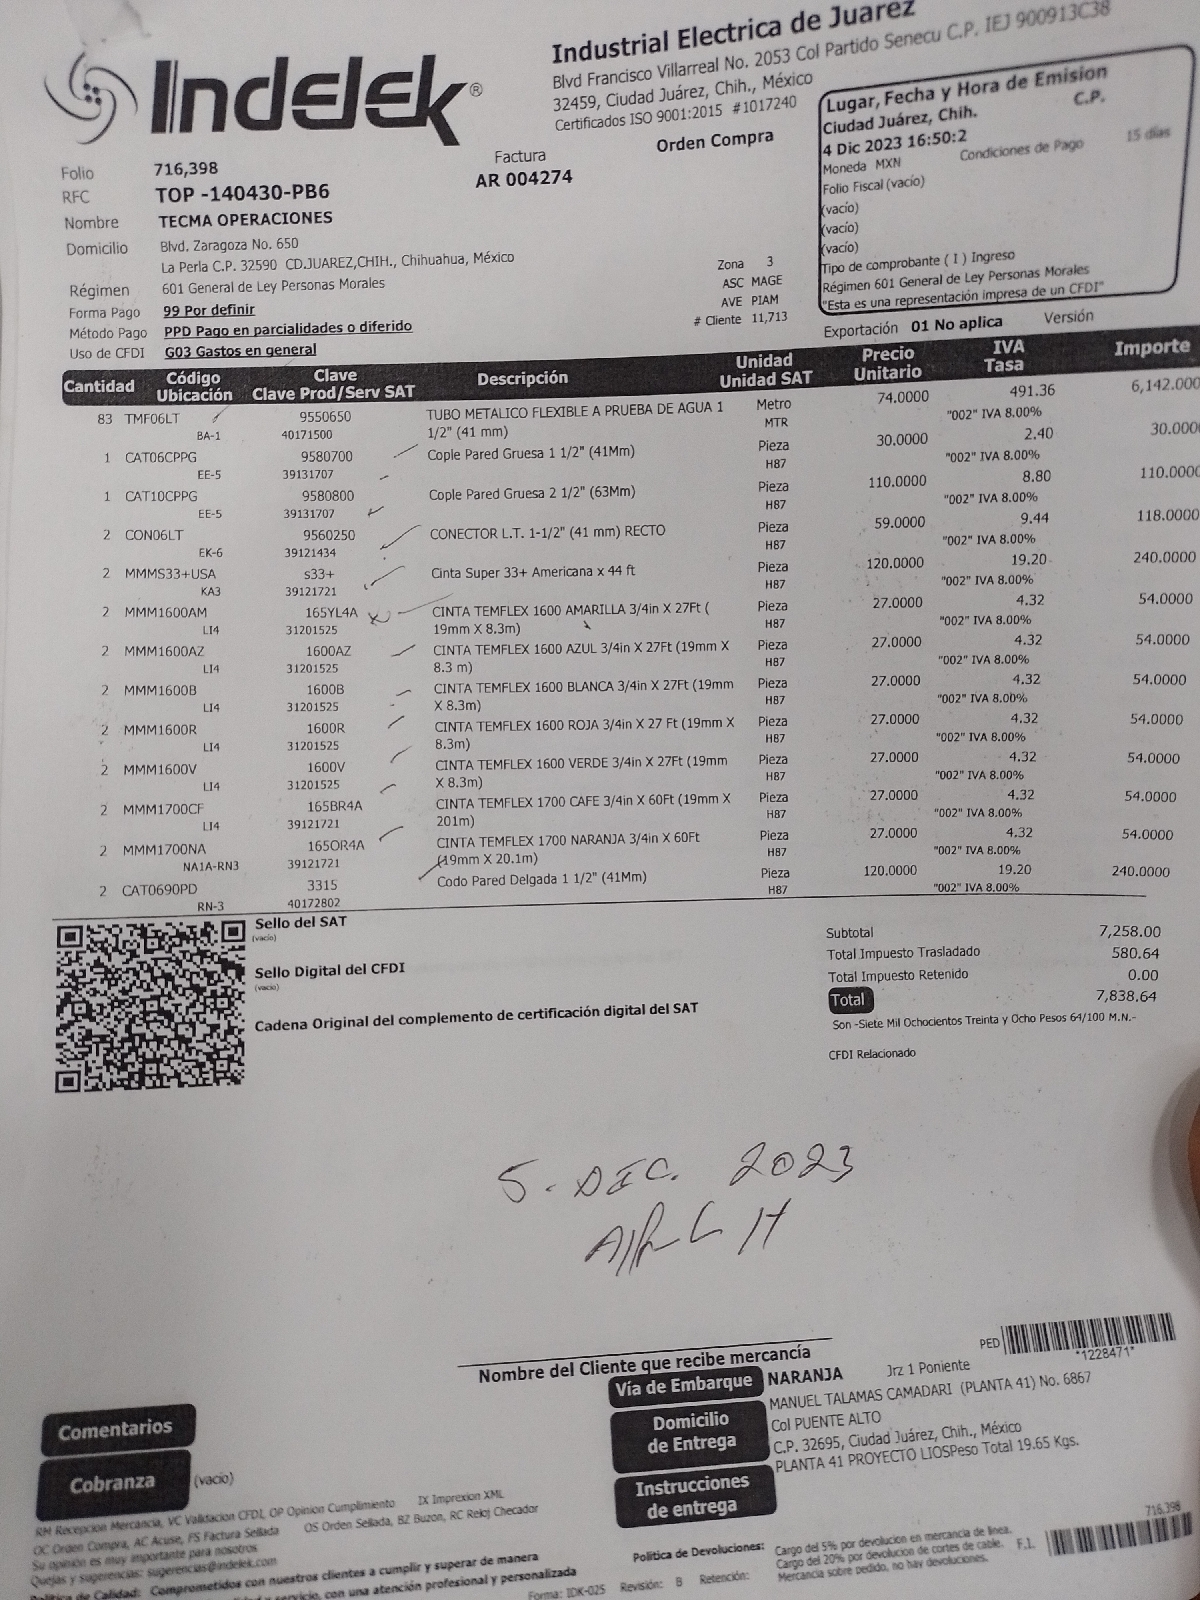 Indelek®
Industrial Electrica de Juarez
Blvd Francisco Villarreal No. 2053 Col Partido Senecu C.P. IEJ 900913C38
32459, Ciudad Juárez, Chih., México
Certificados ISO 9001:2015 #1017240
Orden Compra
Lugar, Fecha y Hora de Emision
C.P.
Ciudad Juárez, Chih.
4 Dic 2023 16:50:2
Moneda MXN Condiciones de Pago 15 días
Folio Fiscal (vacío)
(vacío)
(vacío)
(vacío)
Tipo de comprobante ( I ) Ingreso
Régimen 601 General de Ley Personas Morales
"Esta es una representación impresa de un CFDI"
Folio 716,398
Factura
AR 004274
RFC TOP -140430-PB6
Nombre TECMA OPERACIONES
Domicilio Blvd. Zaragoza No. 650
La Perla C.P. 32590 CD.JUAREZ,CHIH., Chihuahua, México
Régimen 601 General de Ley Personas Morales
Forma Pago 99 Por definir
Método Pago PPD Pago en parcialidades o diferido
Uso de CFDI G03 Gastos en general
Zona 3
ASC MAGE
AVE PIAM
# Cliente 11,713
Exportación 01 No aplica Versión
Cantidad Código Ubicación Clave Clave Prod/Serv SAT Descripción Unidad Unidad SAT Precio Unitario IVA Tasa Importe
83 TMF06LT 9550650 TUBO METALICO FLEXIBLE A PRUEBA DE AGUA 1 Metro 74.0000 491.36 6,142.000
BA-1 40171500 1/2" (41 mm) MTR "002" IVA 8.00%
1 CAT06CPPG 9580700 Cople Pared Gruesa 1 1/2" (41Mm) Pieza 30.0000 2.40 30.000
EE-5 39131707 H87 "002" IVA 8.00%
1 CAT10CPPG 9580800 Cople Pared Gruesa 2 1/2" (63Mm) Pieza 110.0000 8.80 110.0000
EE-5 39131707 H87 "002" IVA 8.00%
2 CON06LT 9560250 CONECTOR L.T. 1-1/2" (41 mm) RECTO Pieza 59.0000 9.44 118.0000
EK-6 39121434 H87 "002" IVA 8.00%
2 MMMS33+USA s33+ Cinta Super 33+ Americana x 44 ft Pieza 120.0000 19.20 240.0000
KA3 39121721 H87 "002" IVA 8.00%
2 MMM1600AM 165YL4A CINTA TEMFLEX 1600 AMARILLA 3/4in X 27Ft ( Pieza 27.0000 4.32 54.0000
LI4 31201525 19mm X 8.3m) H87 "002" IVA 8.00%
2 MMM1600AZ 1600AZ CINTA TEMFLEX 1600 AZUL 3/4in X 27Ft (19mm X Pieza 27.0000 4.32 54.0000
LI4 31201525 8.3 m) H87 "002" IVA 8.00%
2 MMM1600B 1600B CINTA TEMFLEX 1600 BLANCA 3/4in X 27Ft (19mm Pieza 27.0000 4.32 54.0000
LI4 31201525 X 8.3m) H87 "002" IVA 8.00%
2 MMM1600R 1600R CINTA TEMFLEX 1600 ROJA 3/4in X 27 Ft (19mm X Pieza 27.0000 4.32 54.0000
LI4 31201525 8.3m) H87 "002" IVA 8.00%
2 MMM1600V 1600V CINTA TEMFLEX 1600 VERDE 3/4in X 27Ft (19mm Pieza 27.0000 4.32 54.0000
LI4 31201525 X 8.3m) H87 "002" IVA 8.00%
2 MMM1700CF 165BR4A CINTA TEMFLEX 1700 CAFE 3/4in X 60Ft (19mm X Pieza 27.0000 4.32 54.0000
LI4 39121721 201m) H87 "002" IVA 8.00%
2 MMM1700NA 165OR4A CINTA TEMFLEX 1700 NARANJA 3/4in X 60Ft Pieza 27.0000 4.32 54.0000
NA1A-RN3 39121721 (19mm X 20.1m) H87 "002" IVA 8.00%
2 CAT0690PD 3315 Codo Pared Delgada 1 1/2" (41Mm) Pieza 120.0000 19.20 240.0000
RN-3 40172802 H87 "002" IVA 8.00%
Sello del SAT
(vacío)
Sello Digital del CFDI
(vacío)
Cadena Original del complemento de certificación digital del SAT
Subtotal 7,258.00
Total Impuesto Trasladado 580.64
Total Impuesto Retenido 0.00
Total 7,838.64
Son -Siete Mil Ochocientos Treinta y Ocho Pesos 64/100 M.N.-
CFDI Relacionado
5. DIC. 2023
Nombre del Cliente que recibe mercancía
PED *1228471*
Vía de Embarque NARANJA Jrz 1 Poniente
Domicilio de Entrega
MANUEL TALAMAS CAMADARI (PLANTA 41) No. 6867
Col PUENTE ALTO
C.P. 32695, Ciudad Juárez, Chih., México
PLANTA 41 PROYECTO LIOSPeso Total 19.65 Kgs.
Instrucciones de entrega
Comentarios
Cobranza (vacío)
RM Recepcion Mercancia, VC Validacion CFDI, OP Opinion Cumplimiento IX Imprexion XML
OC Orden Compra, AC Acuse, FS Factura Sellada OS Orden Sellada, BZ Buzon, RC Reloj Checador
Su opinión es muy importante para nosotros
Quejas y sugerencias: sugerencias@indelek.com
Política de Calidad: Comprometidos con nuestros clientes a cumplir y superar de manera
servicio, con una atención profesional y personalizada
Forma: IDK-025 Revisión: B Retención:
Política de Devoluciones: Cargo del 5% por devolucion en mercancia de linea.
Cargo del 20% por devolucion de cortes de cable. F.I.
Mercancia sobre pedido, no hay devoluciones.
716,398